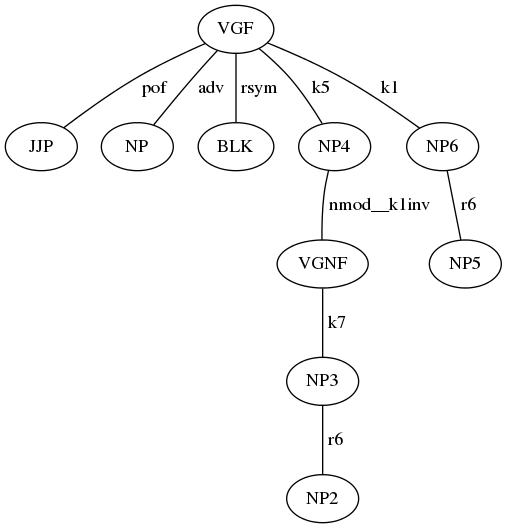 VGF
pof adv rsym k5 k1
JJP NP BLK NP4 NP6
nmod__k1inv r6
VGNF NP5
k7
NP3
r6
NP2